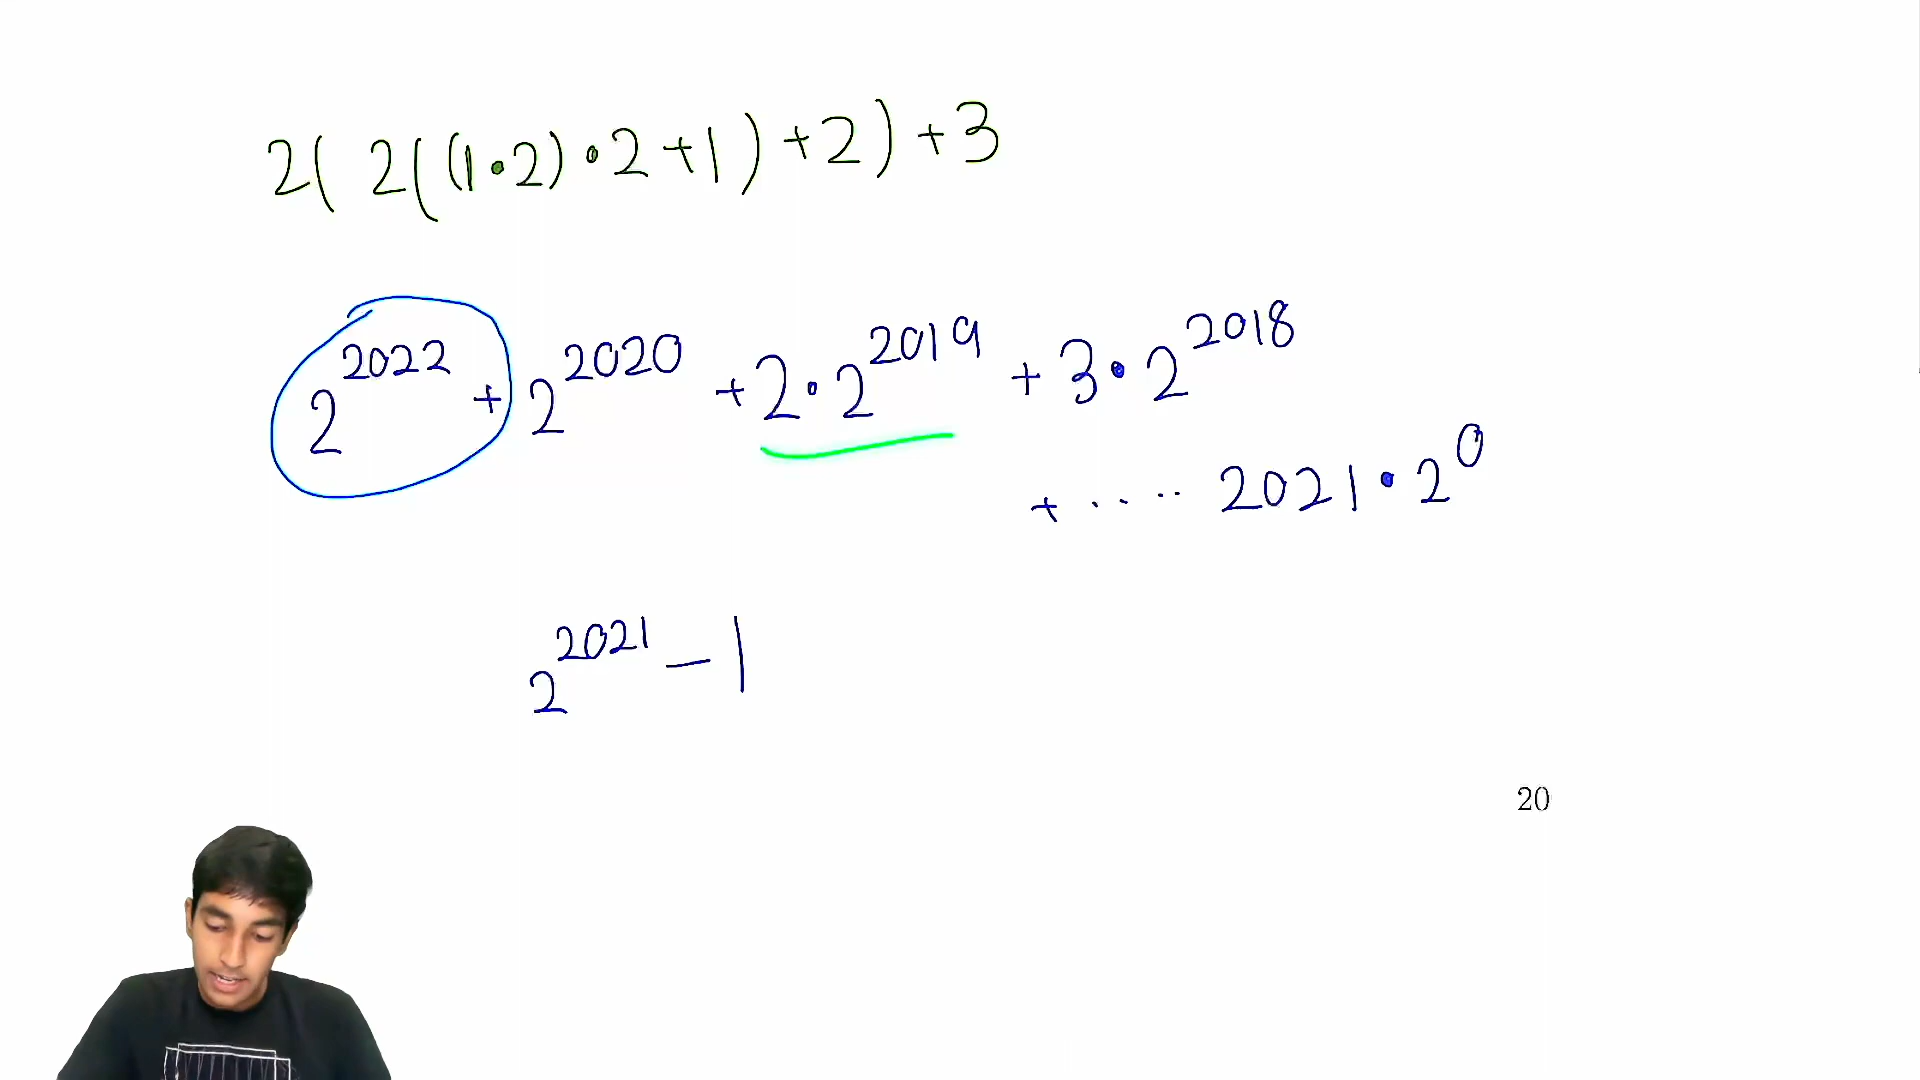 2( 2((1•2)•2+1)+2)+3
2^2022 + 2^2020 + 2•2^2019 + 3•2^2018
+ ..... 2021•2^0
2^2021 - 1
20